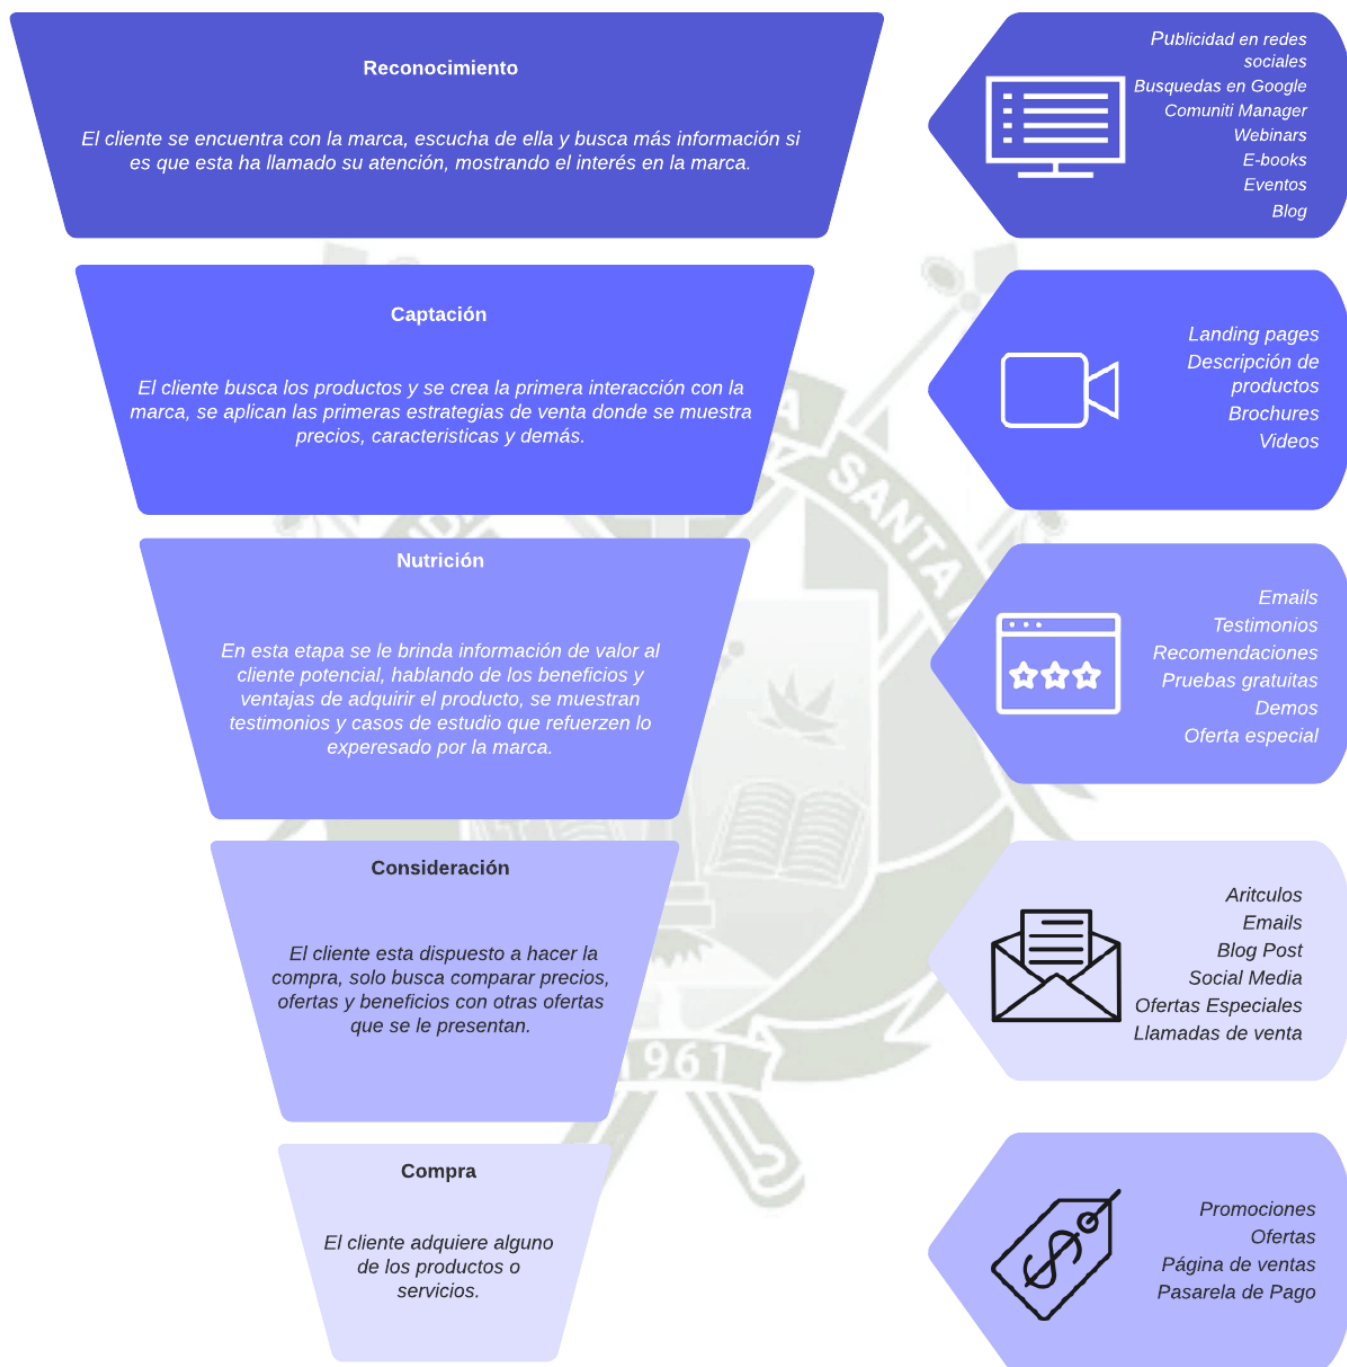 Reconocimiento
El cliente se encuentra con la marca, escucha de ella y busca más información si
es que esta ha llamado su atención, mostrando el interés en la marca.
Publicidad en redes
sociales
Busquedas en Google
Comuniti Manager
Webinars
E-books
Eventos
Blog
Captación
El cliente busca los productos y se crea la primera interacción con la
marca, se aplican las primeras estrategias de venta donde se muestra
precios, caracteristicas y demás.
Landing pages
Descripción de
productos
Brochures
Videos
Nutrición
En esta etapa se le brinda información de valor al
cliente potencial, hablando de los beneficios y
ventajas de adquirir el producto, se muestran
testimonios y casos de estudio que refuerzen lo
experesado por la marca.
Emails
Testimonios
Recomendaciones
Pruebas gratuitas
Demos
Oferta especial
Consideración
El cliente esta dispuesto a hacer la
compra, solo busca comparar precios,
ofertas y beneficios con otras ofertas
que se le presentan.
Aritculos
Emails
Blog Post
Social Media
Ofertas Especiales
Llamadas de venta
Compra
El cliente adquiere alguno
de los productos o
servicios.
Promociones
Ofertas
Página de ventas
Pasarela de Pago
SANTA
961